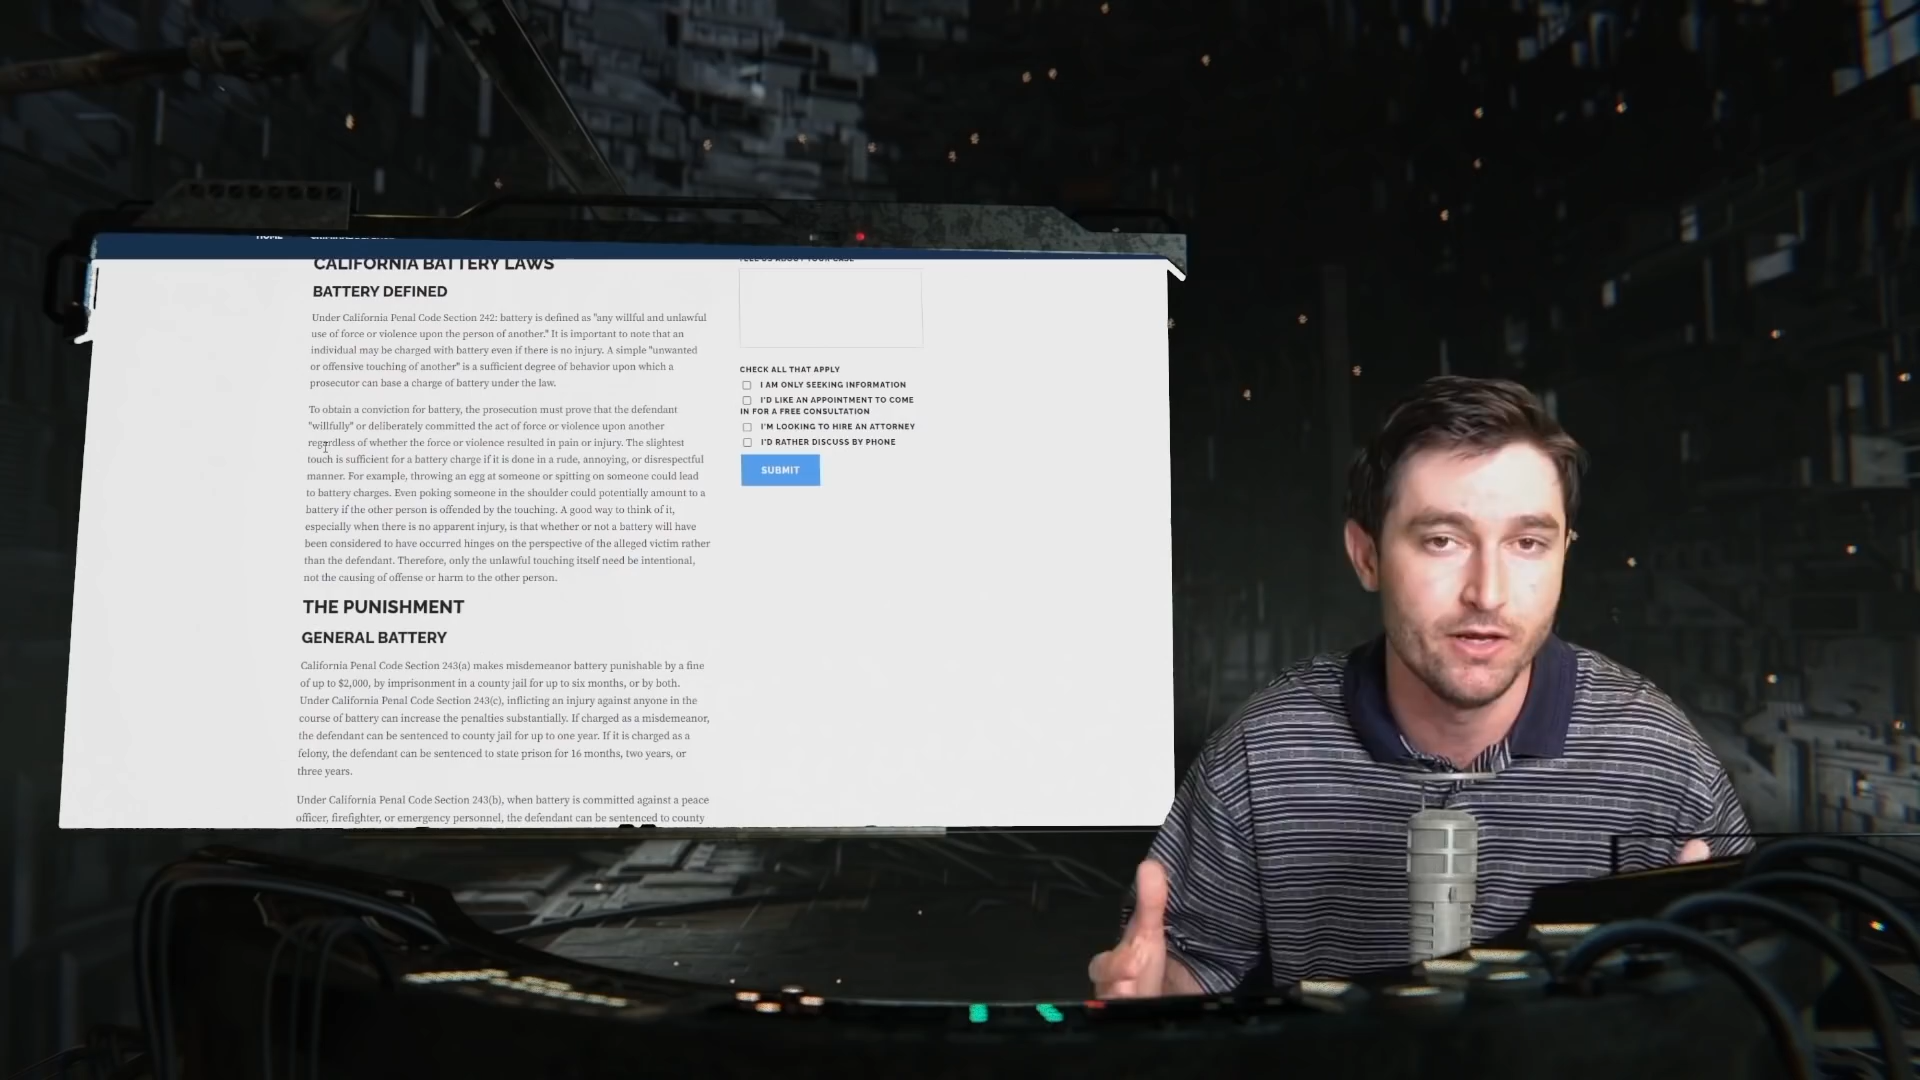 HOME
CALIFORNIA BATTERY LAWS
BATTERY DEFINED
Under California Penal Code Section 242: battery is defined as "any willful and unlawful
use of force or violence upon the person of another." It is important to note that an
individual may be charged with battery even if there is no injury. A simple "unwanted
or offensive touching of another" is a sufficient degree of behavior upon which a
prosecutor can base a charge of battery under the law.
To obtain a conviction for battery, the prosecution must prove that the defendant
"willfully" or deliberately committed the act of force or violence upon another
regardless of whether the force or violence resulted in pain or injury. The slightest
touch is sufficient for a battery charge if it is done in a rude, annoying, or disrespectful
manner. For example, throwing an egg at someone or spitting on someone could lead
to battery charges. Even poking someone in the shoulder could potentially amount to a
battery if the other person is offended by the touching. A good way to think of it,
especially when there is no apparent injury, is that whether or not a battery will have
been considered to have occurred hinges on the perspective of the alleged victim rather
than the defendant. Therefore, only the unlawful touching itself need be intentional,
not the causing of offense or harm to the other person.
THE PUNISHMENT
GENERAL BATTERY
California Penal Code Section 243(a) makes misdemeanor battery punishable by a fine
of up to $2,000, by imprisonment in a county jail for up to six months, or by both.
Under California Penal Code Section 243(c), inflicting an injury against anyone in the
course of battery can increase the penalties substantially. If charged as a misdemeanor,
the defendant can be sentenced to county jail for up to one year. If it is charged as a
felony, the defendant can be sentenced to state prison for 16 months, two years, or
three years.
Under California Penal Code Section 243(b), when battery is committed against a peace
officer, firefighter, or emergency personnel, the defendant can be sentenced to county
TELL US ABOUT YOUR CASE
CHECK ALL THAT APPLY
I AM ONLY SEEKING INFORMATION
I'D LIKE AN APPOINTMENT TO COME
IN FOR A FREE CONSULTATION
I'M LOOKING TO HIRE AN ATTORNEY
I'D RATHER DISCUSS BY PHONE
SUBMIT